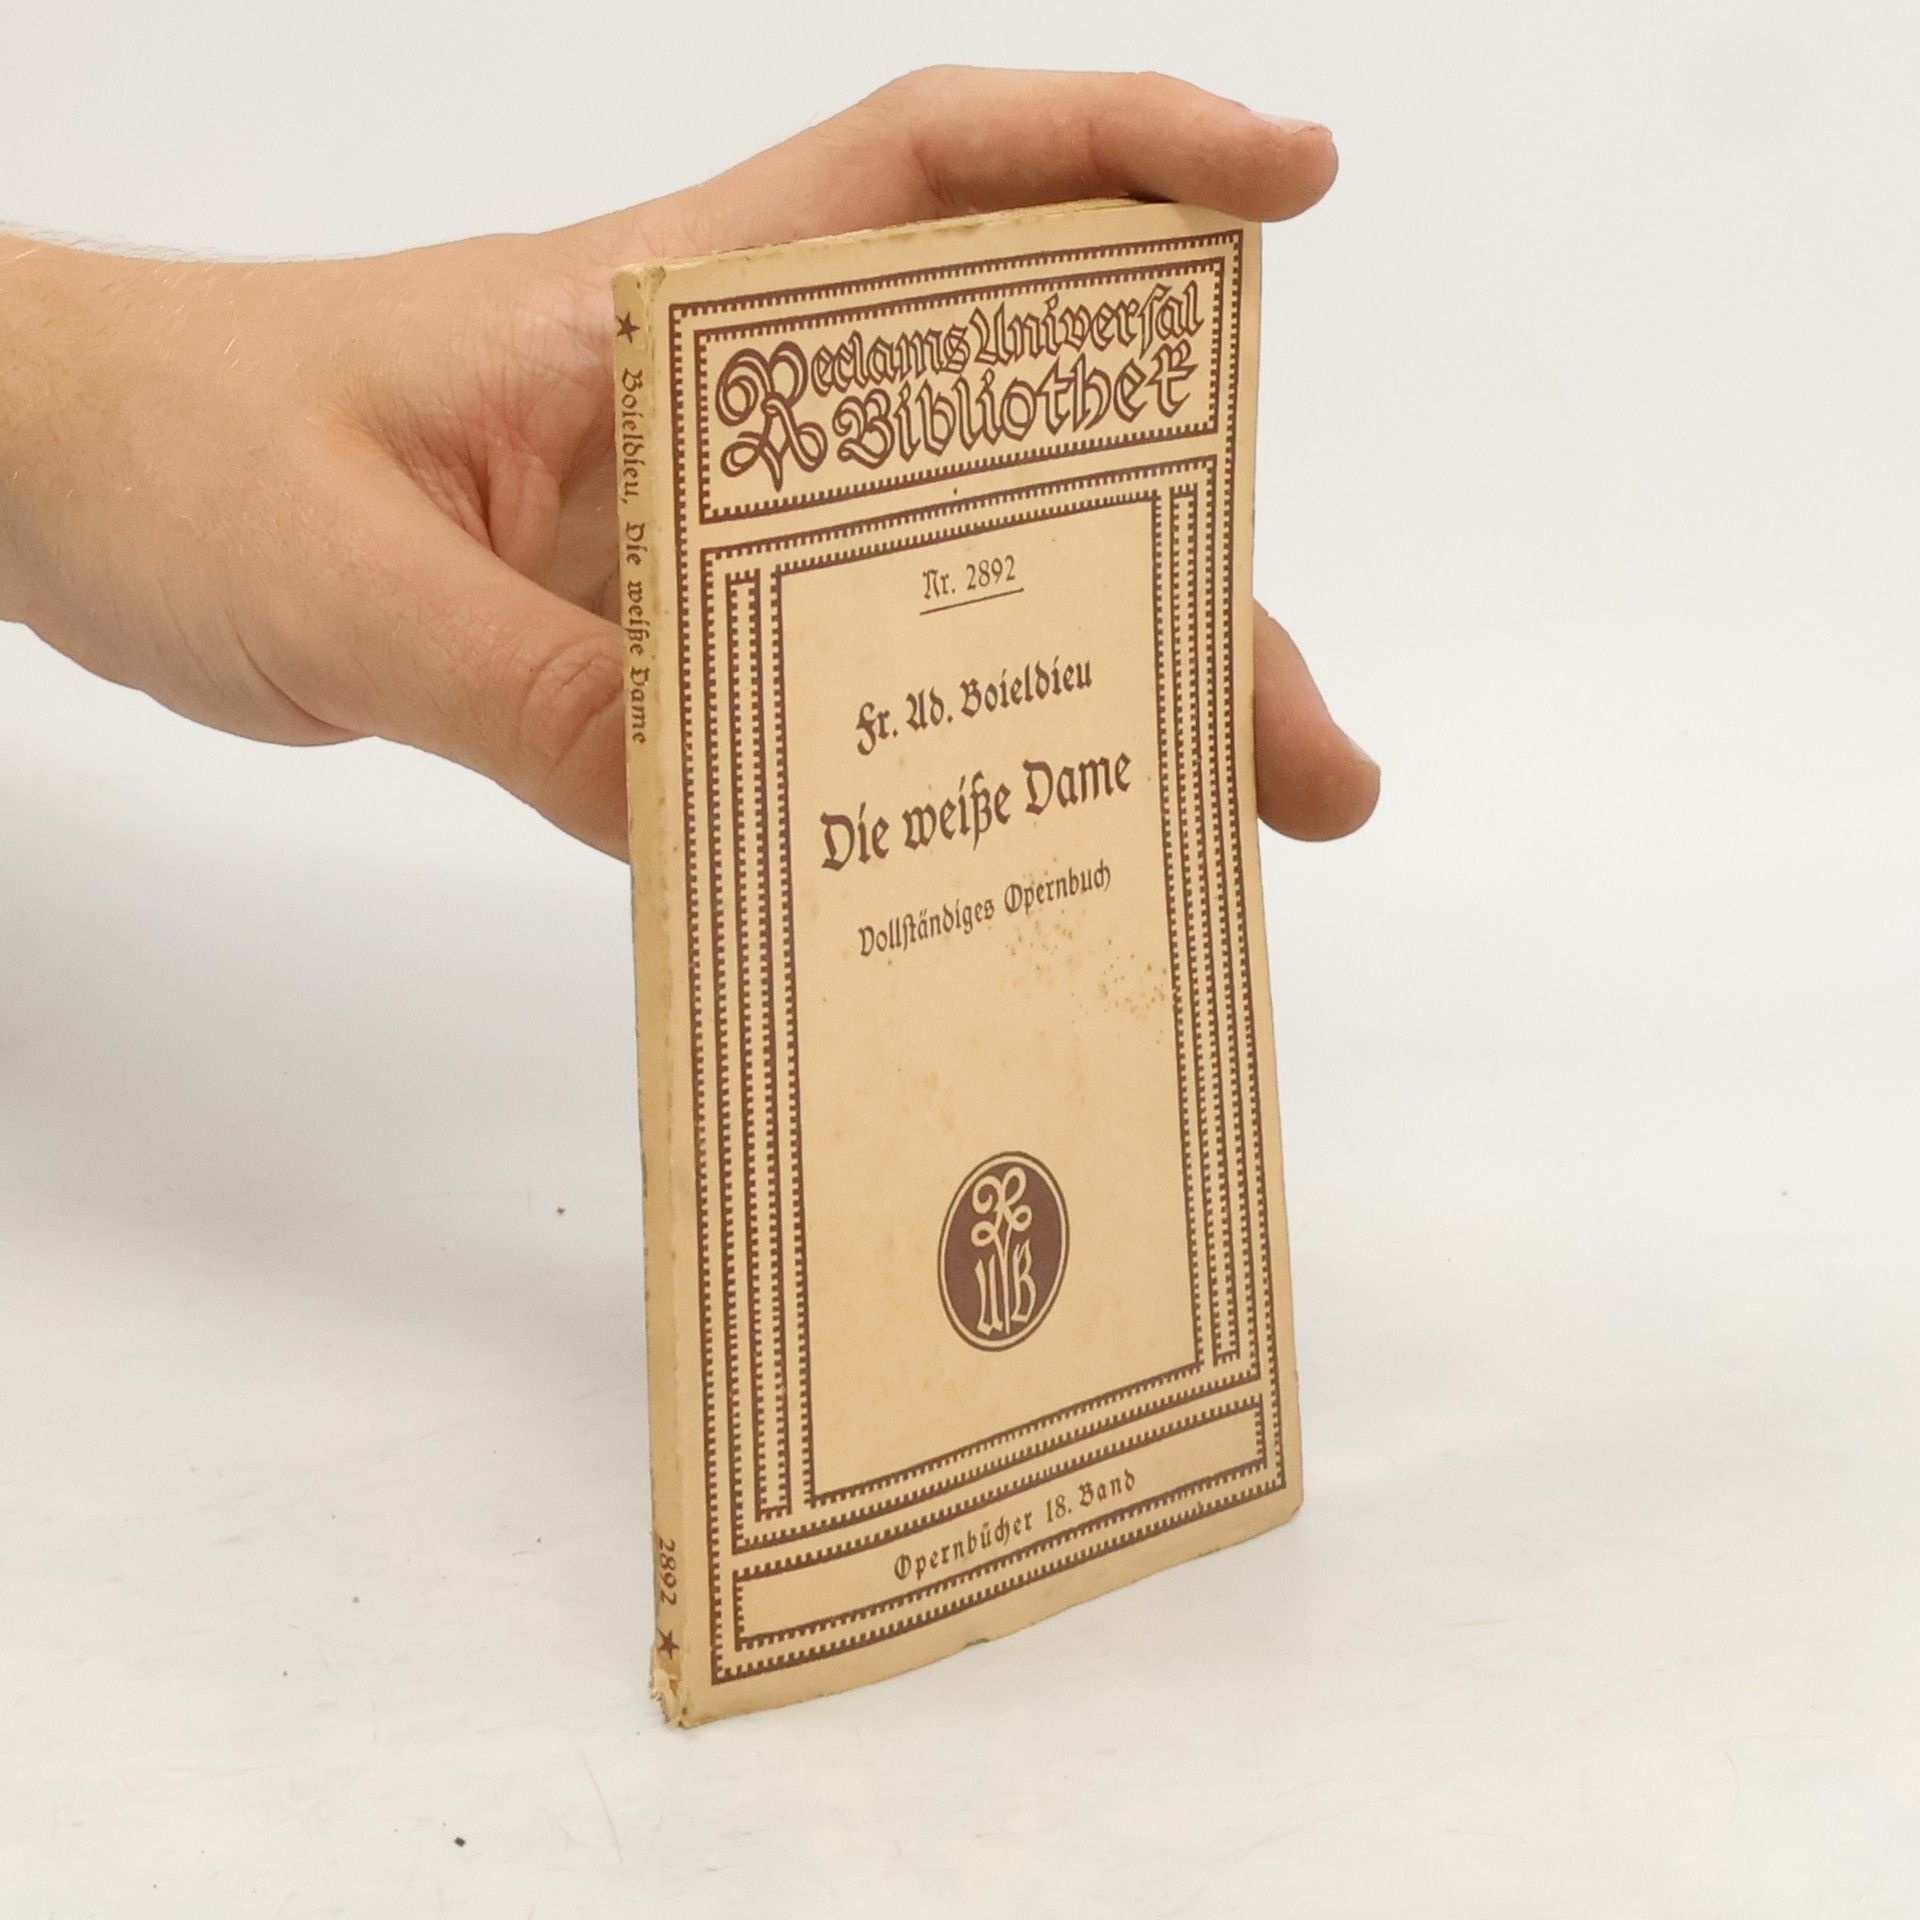 Reclams Universal
Bibliothek
Nr. 2892
Fr. Ad. Boieldieu
Die weiße Dame
Vollſtändiges Opernbuch
R
UB
Opernbücher 18. Band
★ Boieldieu, Die weiße Dame
2892 ★